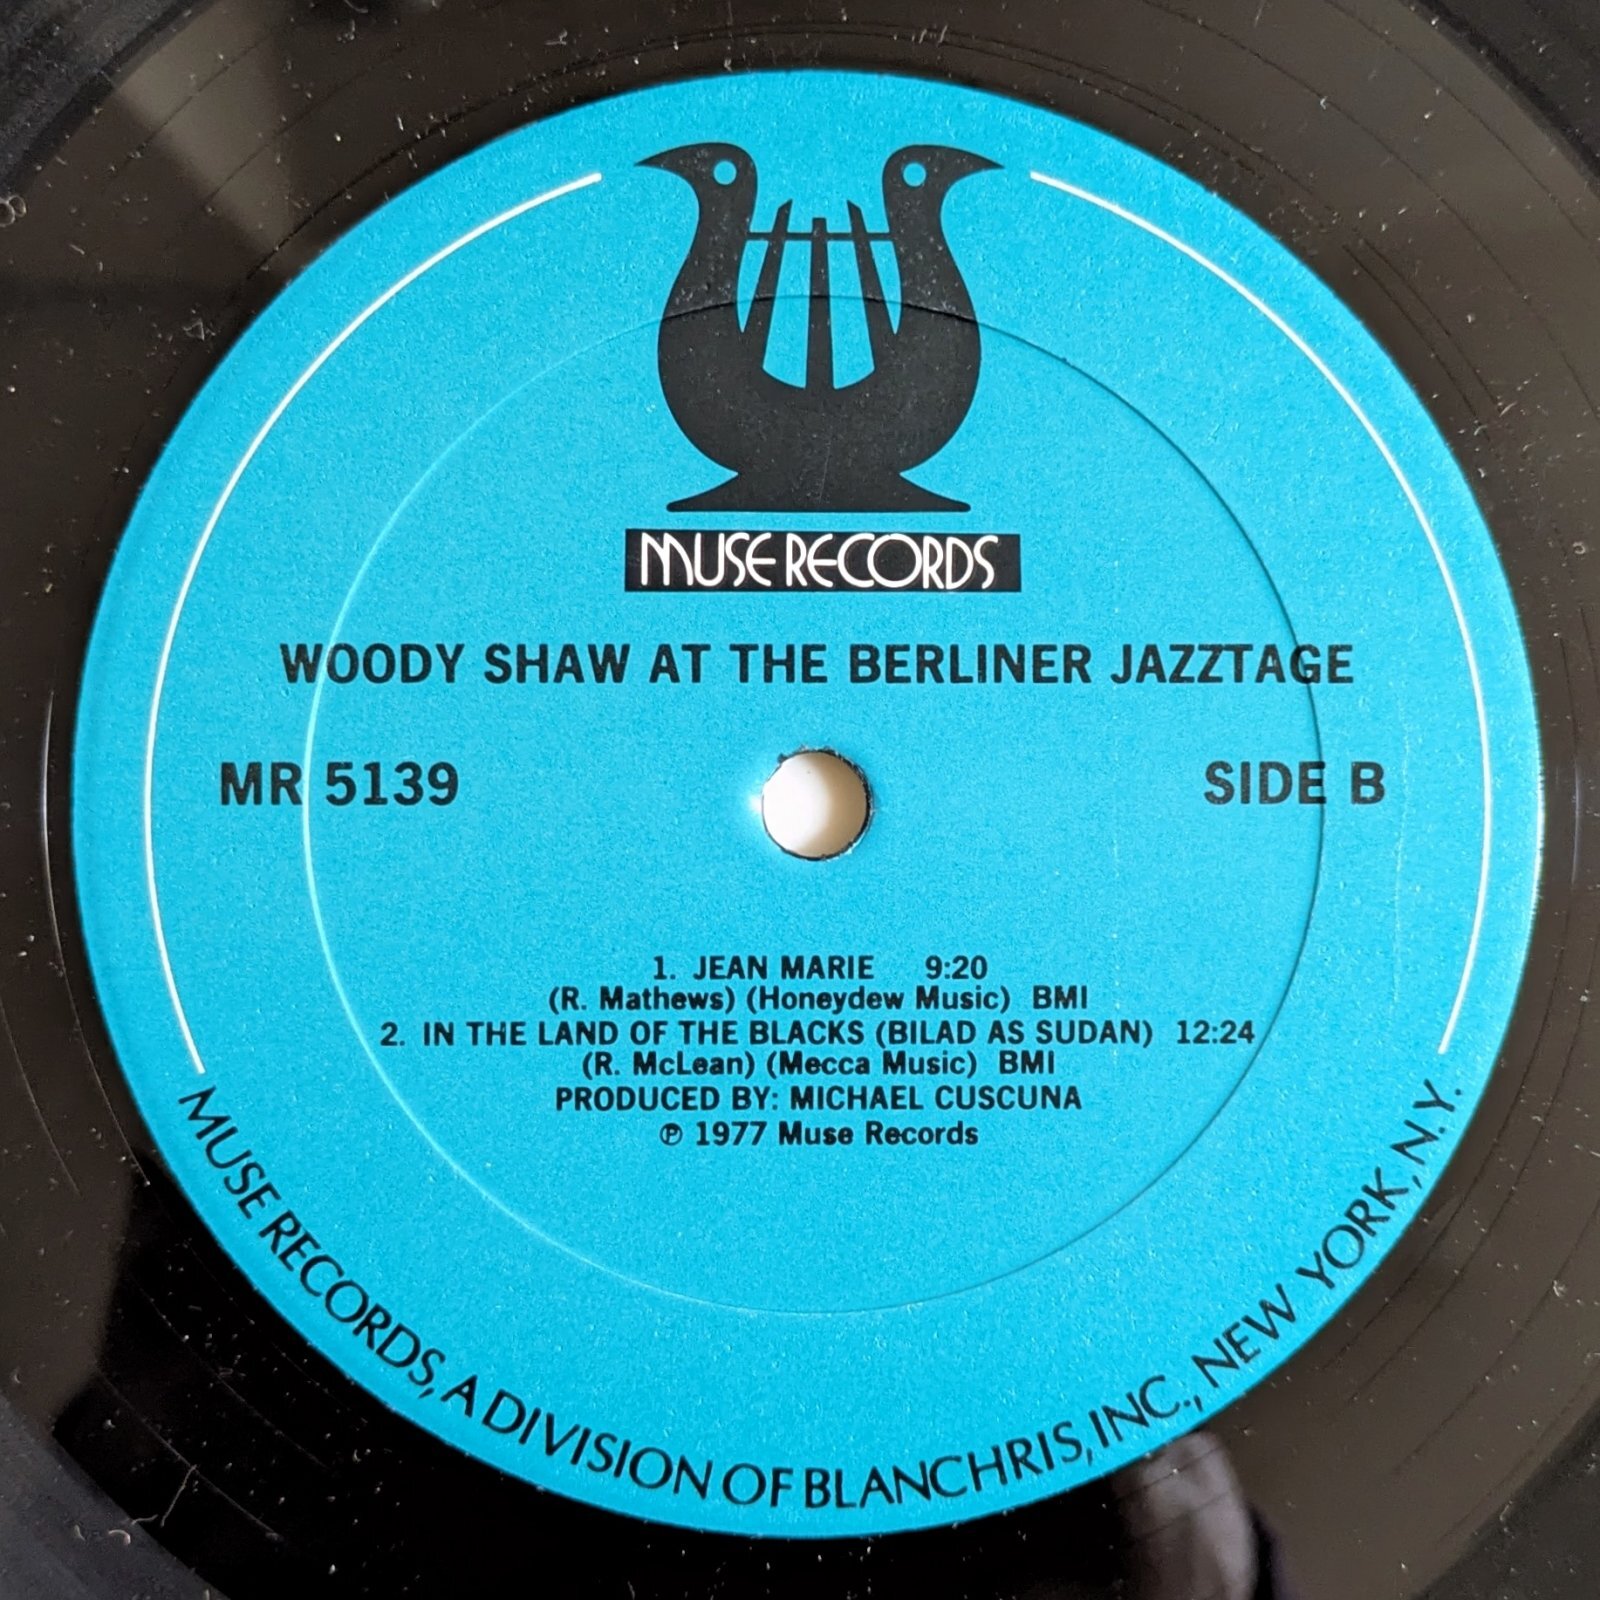 MUSE RECORDS
WOODY SHAW AT THE BERLINER JAZZTAGE
MR 5139
SIDE B
1. JEAN MARIE 9:20
(R. Mathews) (Honeydew Music) BMI
2. IN THE LAND OF THE BLACKS (BILAD AS SUDAN) 12:24
(R. McLean) (Mecca Music) BMI
PRODUCED BY: MICHAEL CUSCUNA
℗ 1977 Muse Records
MUSE RECORDS, A DIVISION OF BLANCHRIS, INC., NEW YORK, N.Y.